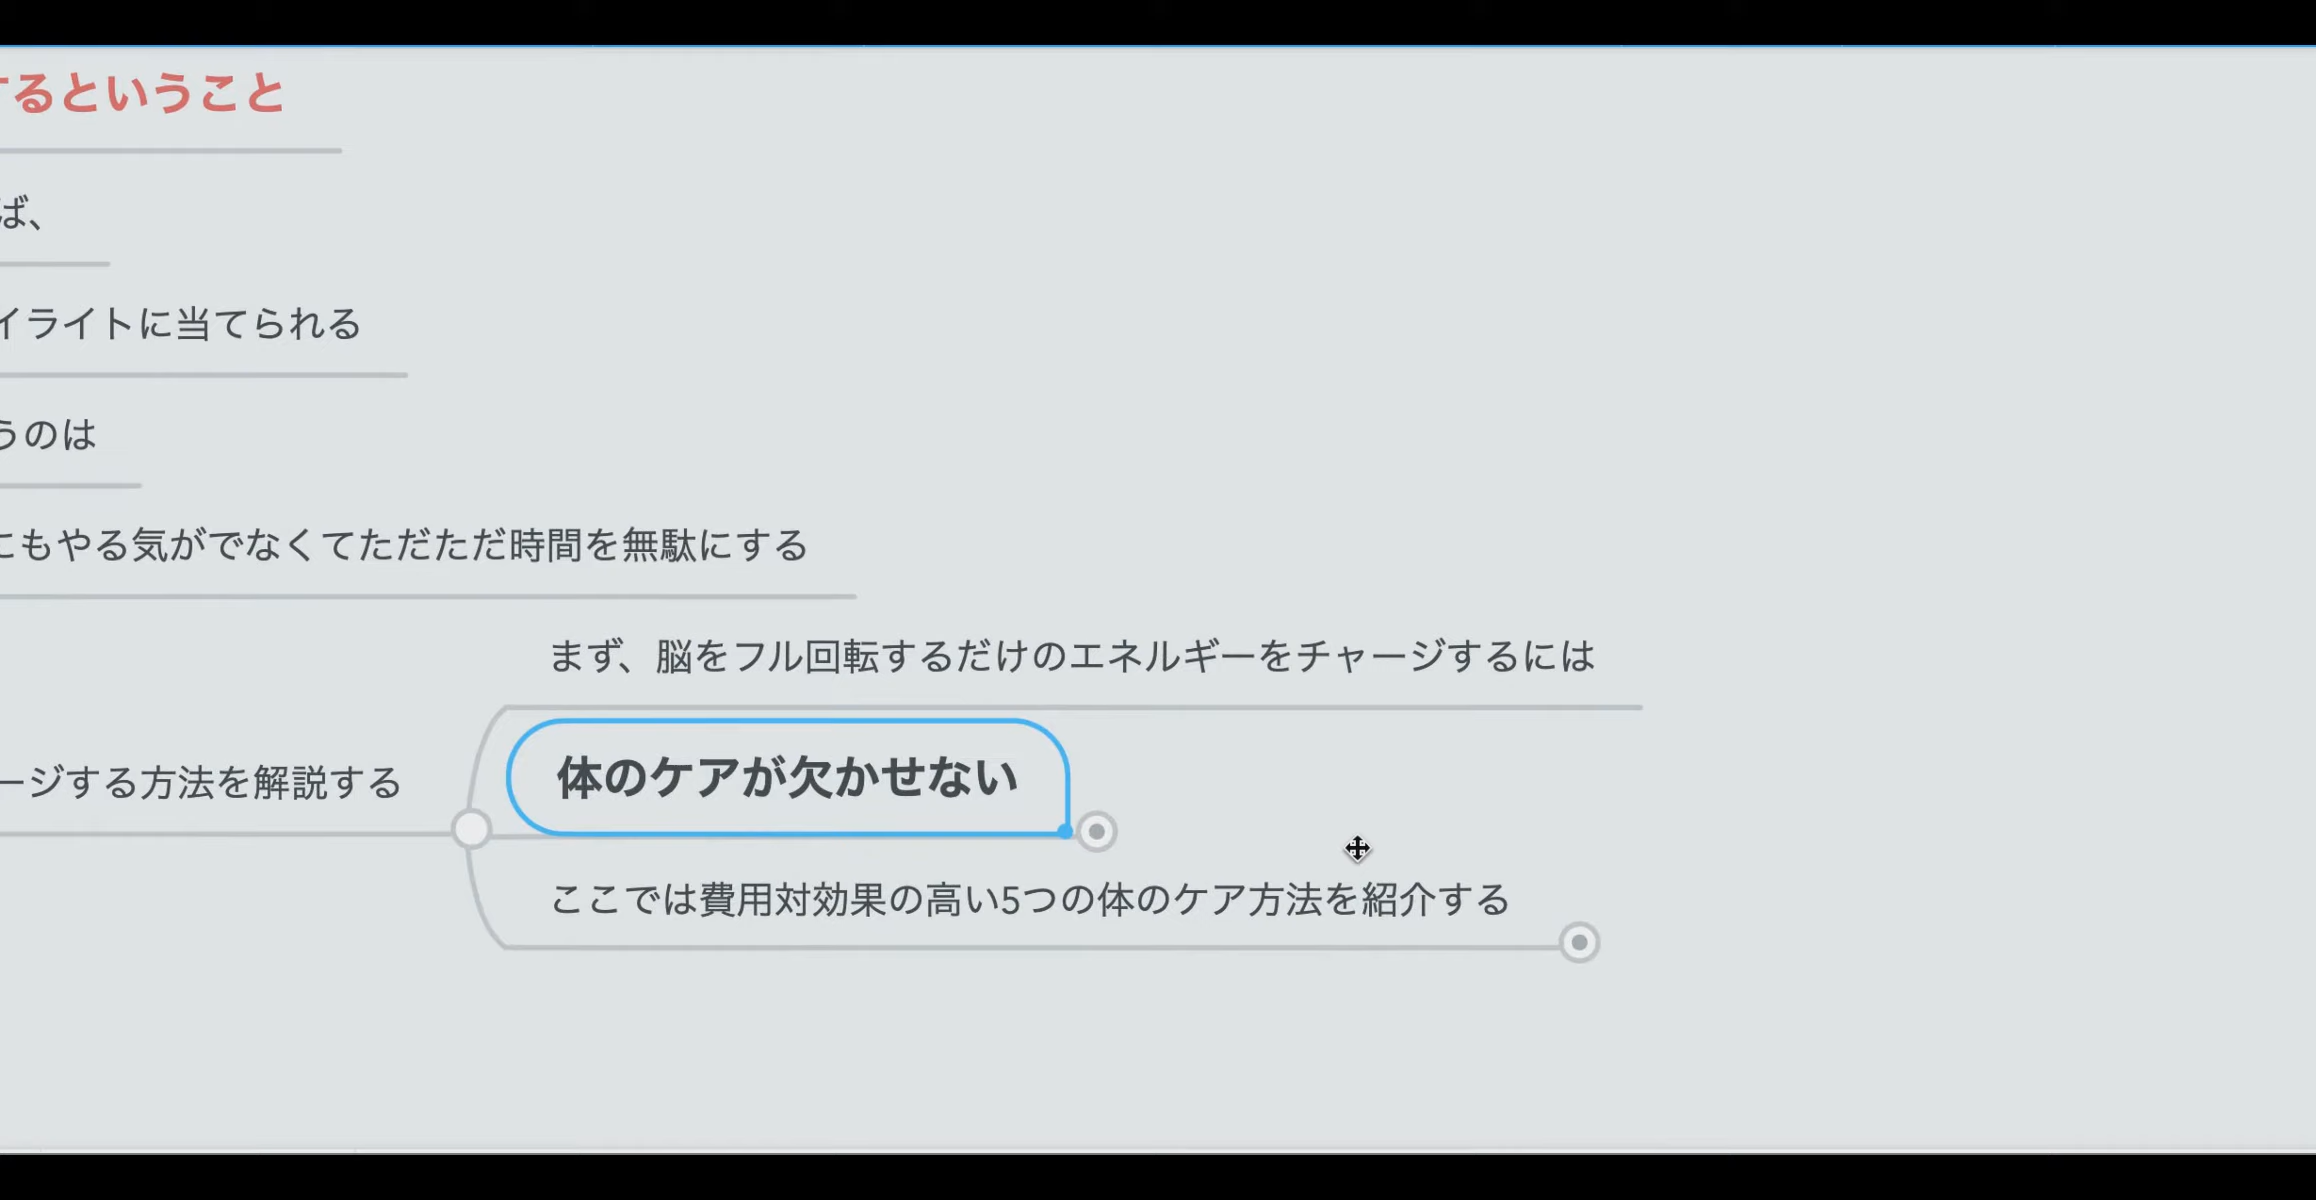 るということ
ば、
イライトに当てられる
うのは
にもやる気がでなくてただただ時間を無駄にする
まず、脳をフル回転するだけのエネルギーをチャージするには
ージする方法を解説する
体のケアが欠かせない
ここでは費用対効果の高い5つの体のケア方法を紹介する